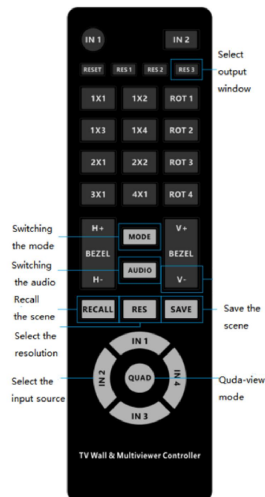 IN 1
IN 2
Select
output
window
RESET
RES 1
RES 2
RES 3
1X1
1X2
ROT 1
1X3
1X4
ROT 2
2X1
2X2
ROT 3
3X1
4X1
ROT 4
H+
BEZEL
H-
MODE
AUDIO
V+
BEZEL
V-
Switching
the mode
Switching
the audio
Recall
the scene
RECALL
RES
SAVE
Save the
scene
Select the
resolution
Select the
input source
IN 1
IN 2
QUAD
IN 4
IN 3
Quda-view
mode
TV Wall & Multiviewer Controller